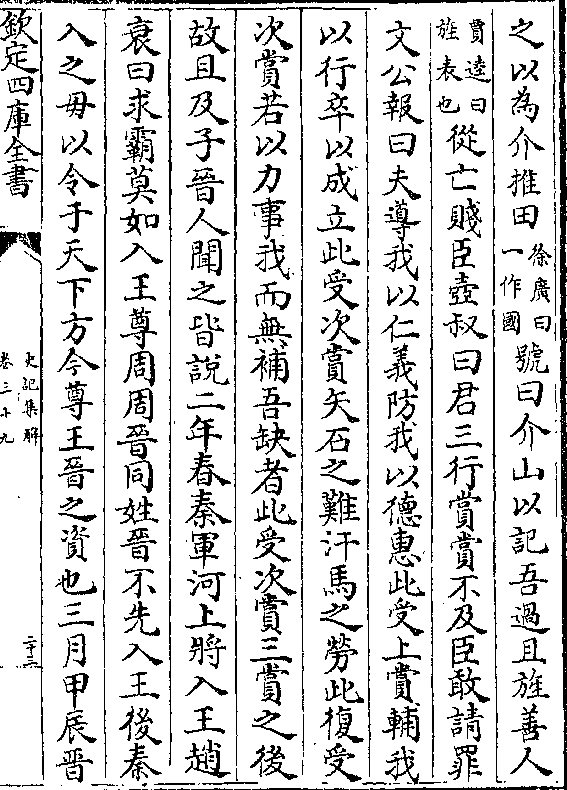 之以為介推田徐廣曰一作國號曰介山以記吾過且旌善人
賈逵曰旌表也從亡賤臣壺叔曰君三行賞賞不及臣敢請罪
文公報曰夫導我以仁義防我以德惠此受上賞輔我
以行卒以成立此受次賞矢石之難汗馬之勞此復受
次賞若以力事我而無補吾缺者此受次賞三賞之後
故且及子晉人聞之皆說二年春秦軍河上將入王趙
衰曰求霸莫如入王尊周周晉同姓晉不先入王後秦
入之毋以令于天下方今尊王晉之資也三月甲辰晉
欽定四庫全書
史記集解
卷三十九
二十三